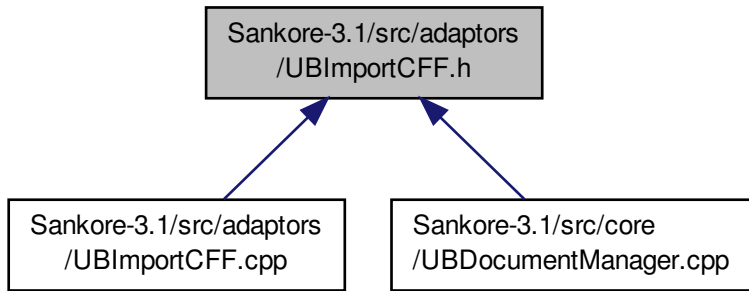 Sankore-3.1/src/adaptors
/UBImportCFF.h
Sankore-3.1/src/adaptors
/UBImportCFF.cpp
Sankore-3.1/src/core
/UBDocumentManager.cpp